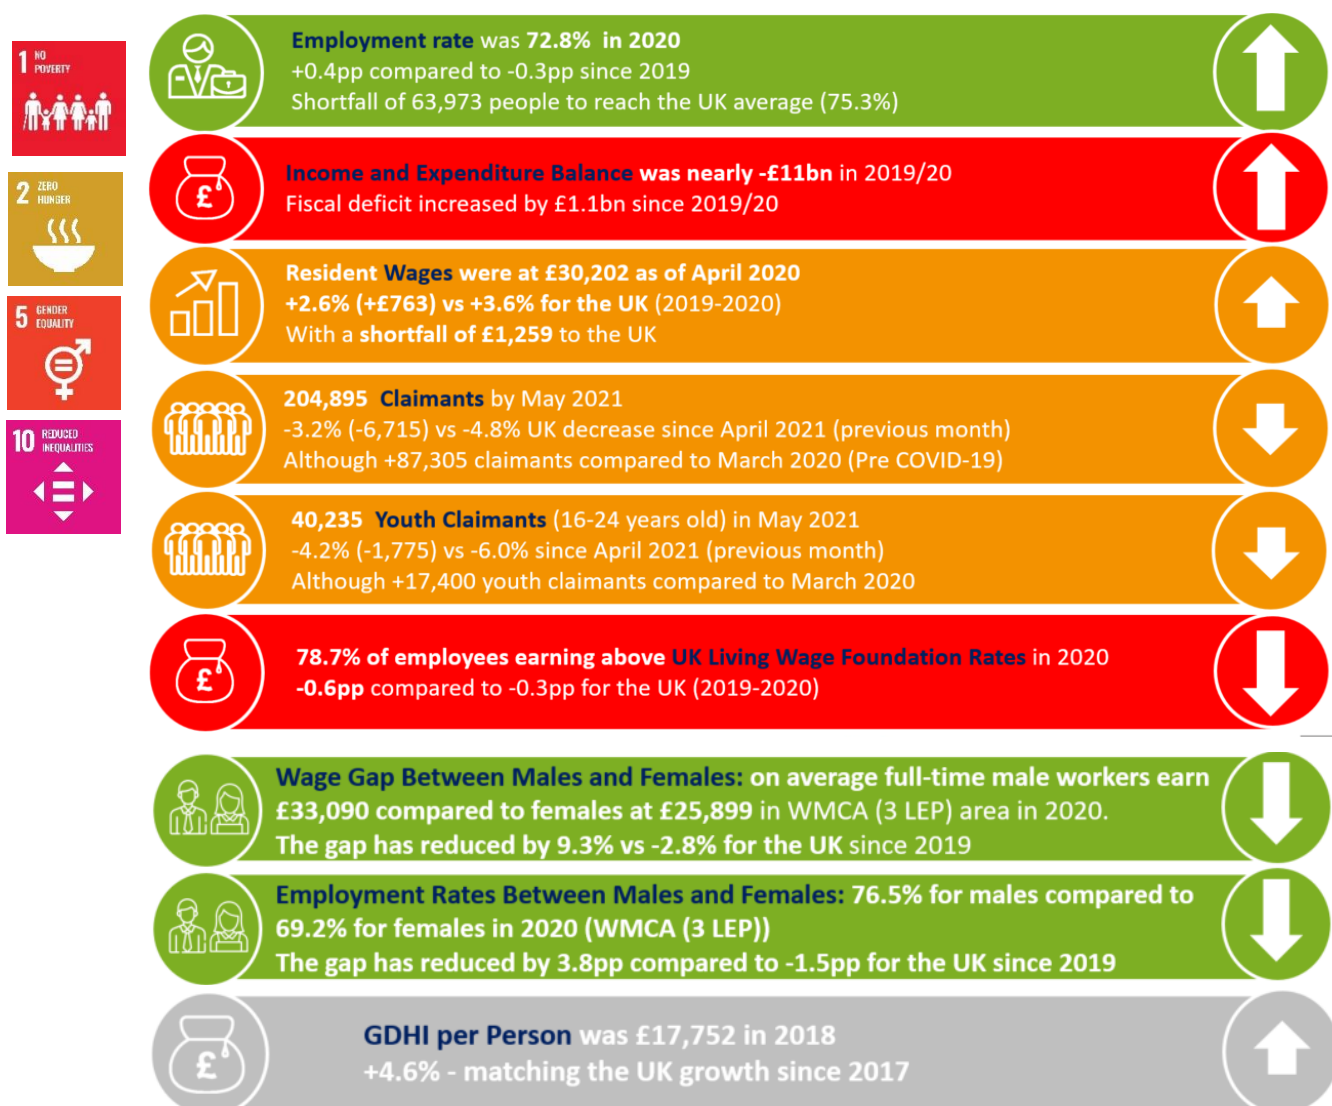 1 NO
POVERTY
2 ZERO
HUNGER
5 GENDER
EQUALITY
10 REDUCED
INEQUALITIES
Employment rate was 72.8% in 2020
+0.4pp compared to -0.3pp since 2019
Shortfall of 63,973 people to reach the UK average (75.3%)
£
Income and Expenditure Balance was nearly -£11bn in 2019/20
Fiscal deficit increased by £1.1bn since 2019/20
Resident Wages were at £30,202 as of April 2020
+2.6% (+£763) vs +3.6% for the UK (2019-2020)
With a shortfall of £1,259 to the UK
204,895 Claimants by May 2021
-3.2% (-6,715) vs -4.8% UK decrease since April 2021 (previous month)
Although +87,305 claimants compared to March 2020 (Pre COVID-19)
40,235 Youth Claimants (16-24 years old) in May 2021
-4.2% (-1,775) vs -6.0% since April 2021 (previous month)
Although +17,400 youth claimants compared to March 2020
£
78.7% of employees earning above UK Living Wage Foundation Rates in 2020
-0.6pp compared to -0.3pp for the UK (2019-2020)
Wage Gap Between Males and Females: on average full-time male workers earn
£33,090 compared to females at £25,899 in WMCA (3 LEP) area in 2020.
The gap has reduced by 9.3% vs -2.8% for the UK since 2019
Employment Rates Between Males and Females: 76.5% for males compared to
69.2% for females in 2020 (WMCA (3 LEP))
The gap has reduced by 3.8pp compared to -1.5pp for the UK since 2019
£
GDHI per Person was £17,752 in 2018
+4.6% - matching the UK growth since 2017